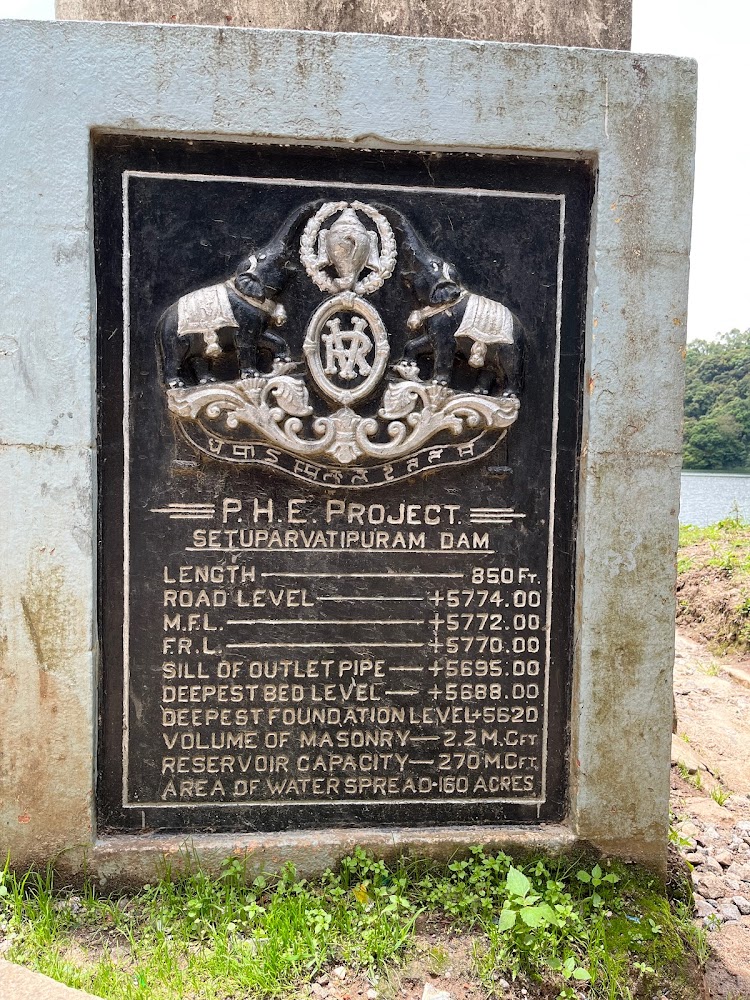 P. H. E. PROJECT.
SETUPARVATIPURAM DAM
LENGTH 850 FT.
ROAD LEVEL +5774.00
M.F.L. +5772.00
F.R.L. +5770.00
SILL OF OUTLET PIPE +5695.00
DEEPEST BED LEVEL +5688.00
DEEPEST FOUNDATION LEVEL +5620
VOLUME OF MASONRY 2.2 M.CFT
RESERVOIR CAPACITY 270 M.CFT.
AREA OF WATER SPREAD-160 ACRES